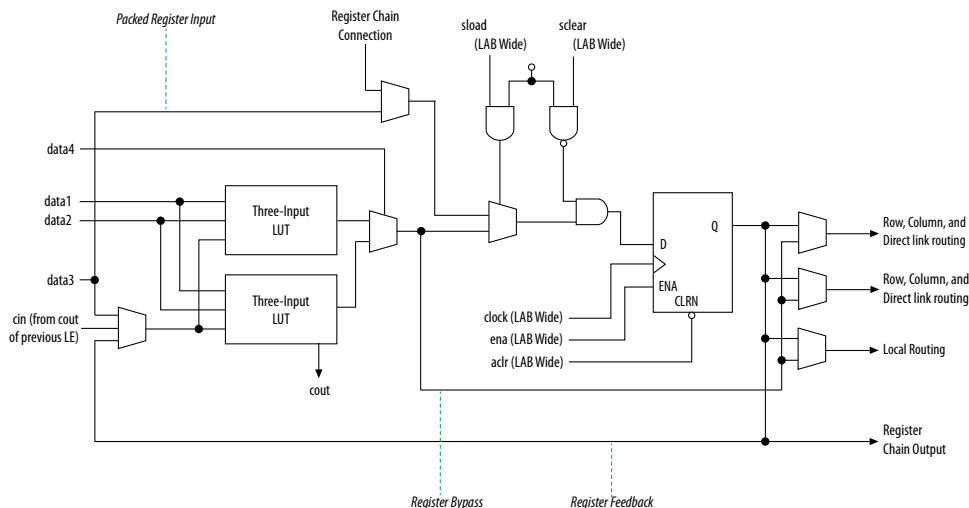 Packed Register Input
Register Chain
Connection
sload
(LAB Wide)
sclear
(LAB Wide)
data4
data1
data2
Three-Input
LUT
Q
Row, Column, and
Direct link routing
D
data3
ENA
Row, Column, and
Direct link routing
Three-Input
LUT
CLRN
cin (from cout
of previous LE)
clock (LAB Wide)
ena (LAB Wide)
aclr (LAB Wide)
Local Routing
cout
Register
Chain Output
Register Bypass
Register Feedback